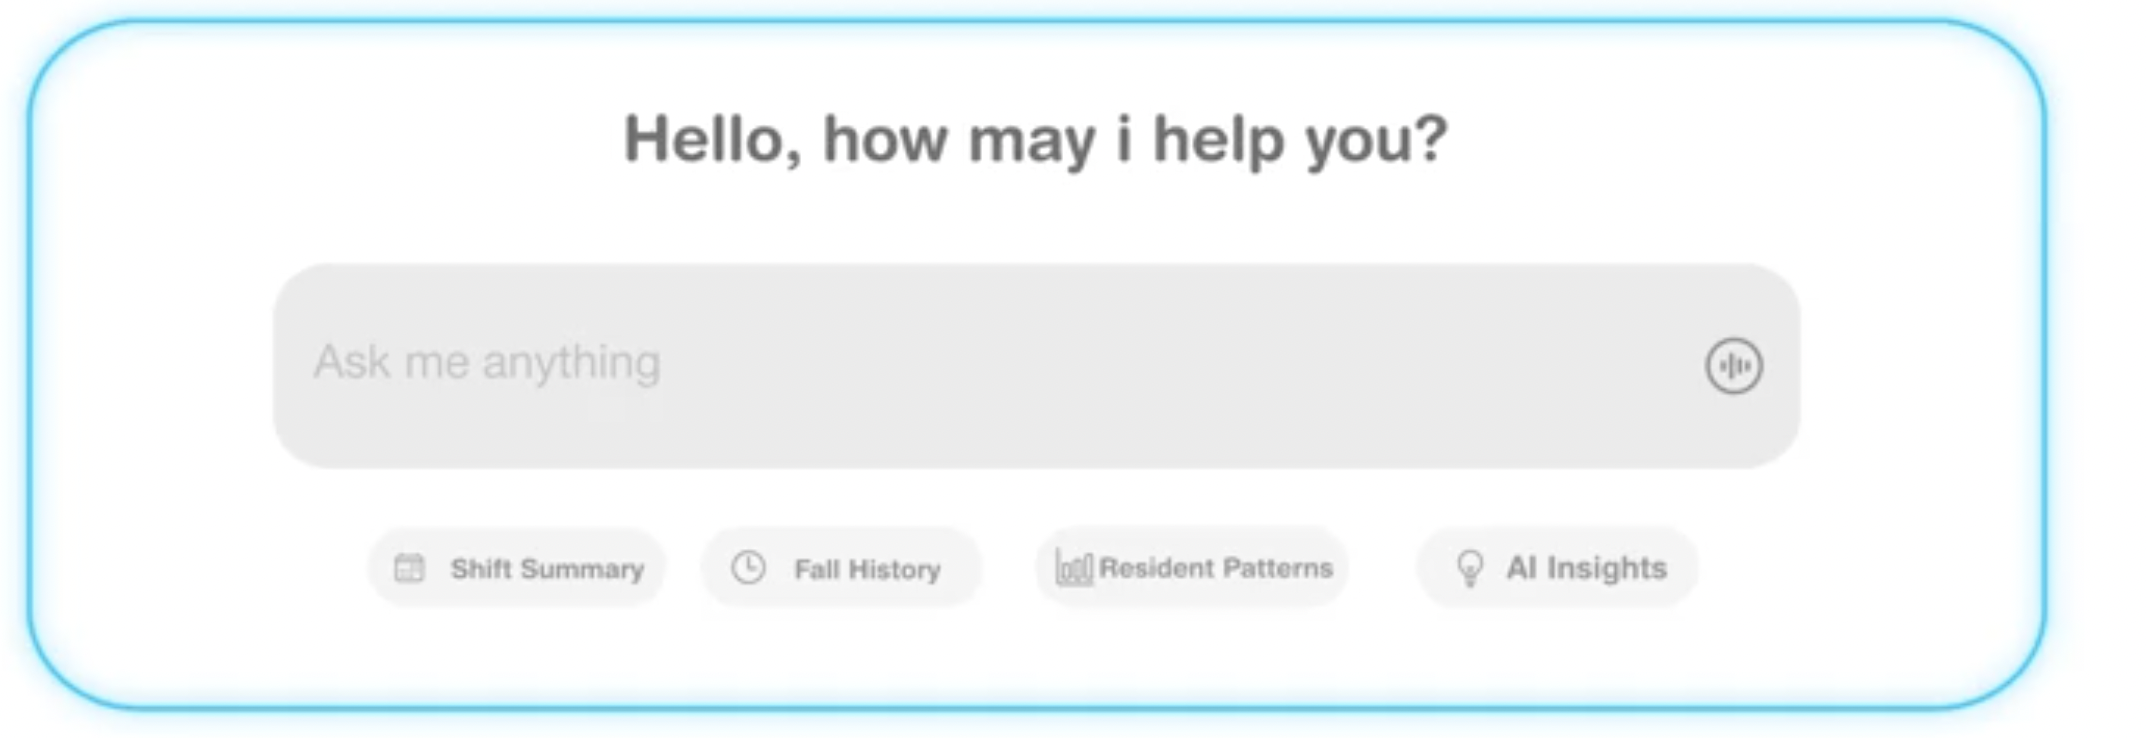 Hello, how may i help you?
Ask me anything
Shift Summary Fall History Resident Patterns AI Insights